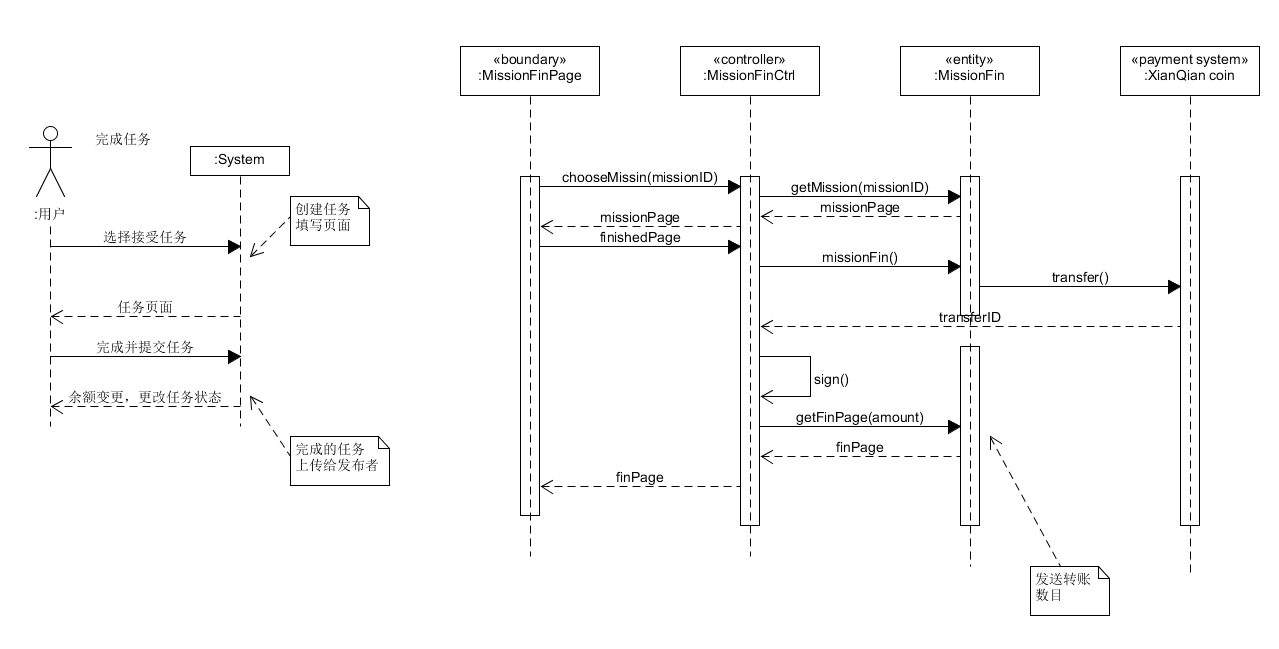 完成任务
:System
:用户
创建任务
填写页面
选择接受任务
任务页面
完成并提交任务
余额变更，更改任务状态
完成的任务
上传给发布者
«boundary»
:MissionFinPage
«controller»
:MissionFinCtrl
«entity»
:MissionFin
«payment system»
:XianQian coin
chooseMissin(missionID)
getMission(missionID)
missionPage
missionPage
finishedPage
missionFin()
transfer()
transferID
sign()
getFinPage(amount)
finPage
finPage
发送转账
数目